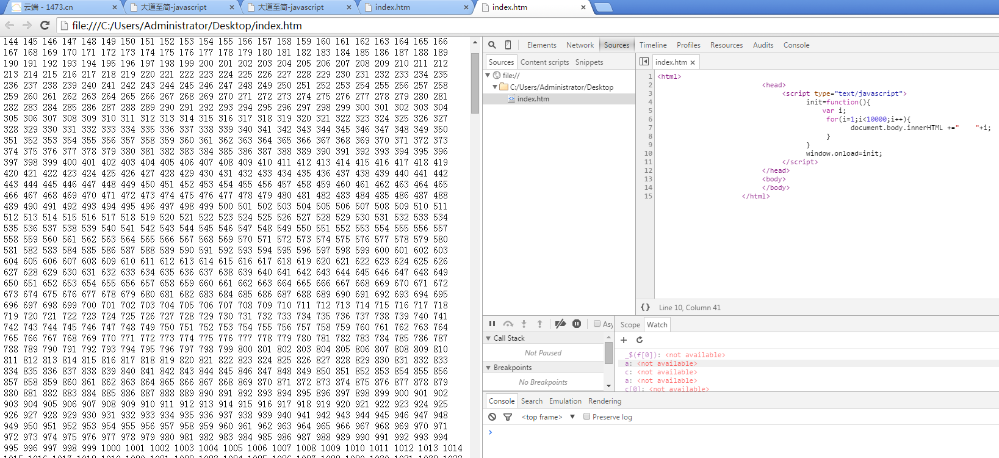 云端 - 1473.cn
大道至简-javascript
大道至简-javascript
index.htm
index.htm
file:///C:/Users/Administrator/Desktop/index.htm
144 145 146 147 148 149 150 151 152 153 154 155 156 157 158 159 160 161 162 163 164 165 166
167 168 169 170 171 172 173 174 175 176 177 178 179 180 181 182 183 184 185 186 187 188 189
190 191 192 193 194 195 196 197 198 199 200 201 202 203 204 205 206 207 208 209 210 211 212
213 214 215 216 217 218 219 220 221 222 223 224 225 226 227 228 229 230 231 232 233 234 235
236 237 238 239 240 241 242 243 244 245 246 247 248 249 250 251 252 253 254 255 256 257 258
259 260 261 262 263 264 265 266 267 268 269 270 271 272 273 274 275 276 277 278 279 280 281
282 283 284 285 286 287 288 289 290 291 292 293 294 295 296 297 298 299 300 301 302 303 304
305 306 307 308 309 310 311 312 313 314 315 316 317 318 319 320 321 322 323 324 325 326 327
328 329 330 331 332 333 334 335 336 337 338 339 340 341 342 343 344 345 346 347 348 349 350
351 352 353 354 355 356 357 358 359 360 361 362 363 364 365 366 367 368 369 370 371 372 373
374 375 376 377 378 379 380 381 382 383 384 385 386 387 388 389 390 391 392 393 394 395 396
397 398 399 400 401 402 403 404 405 406 407 408 409 410 411 412 413 414 415 416 417 418 419
420 421 422 423 424 425 426 427 428 429 430 431 432 433 434 435 436 437 438 439 440 441 442
443 444 445 446 447 448 449 450 451 452 453 454 455 456 457 458 459 460 461 462 463 464 465
466 467 468 469 470 471 472 473 474 475 476 477 478 479 480 481 482 483 484 485 486 487 488
489 490 491 492 493 494 495 496 497 498 499 500 501 502 503 504 505 506 507 508 509 510 511
512 513 514 515 516 517 518 519 520 521 522 523 524 525 526 527 528 529 530 531 532 533 534
535 536 537 538 539 540 541 542 543 544 545 546 547 548 549 550 551 552 553 554 555 556 557
558 559 560 561 562 563 564 565 566 567 568 569 570 571 572 573 574 575 576 577 578 579 580
581 582 583 584 585 586 587 588 589 590 591 592 593 594 595 596 597 598 599 600 601 602 603
604 605 606 607 608 609 610 611 612 613 614 615 616 617 618 619 620 621 622 623 624 625 626
627 628 629 630 631 632 633 634 635 636 637 638 639 640 641 642 643 644 645 646 647 648 649
650 651 652 653 654 655 656 657 658 659 660 661 662 663 664 665 666 667 668 669 670 671 672
673 674 675 676 677 678 679 680 681 682 683 684 685 686 687 688 689 690 691 692 693 694 695
696 697 698 699 700 701 702 703 704 705 706 707 708 709 710 711 712 713 714 715 716 717 718
719 720 721 722 723 724 725 726 727 728 729 730 731 732 733 734 735 736 737 738 739 740 741
742 743 744 745 746 747 748 749 750 751 752 753 754 755 756 757 758 759 760 761 762 763 764
765 766 767 768 769 770 771 772 773 774 775 776 777 778 779 780 781 782 783 784 785 786 787
788 789 790 791 792 793 794 795 796 797 798 799 800 801 802 803 804 805 806 807 808 809 810
811 812 813 814 815 816 817 818 819 820 821 822 823 824 825 826 827 828 829 830 831 832 833
834 835 836 837 838 839 840 841 842 843 844 845 846 847 848 849 850 851 852 853 854 855 856
857 858 859 860 861 862 863 864 865 866 867 868 869 870 871 872 873 874 875 876 877 878 879
880 881 882 883 884 885 886 887 888 889 890 891 892 893 894 895 896 897 898 899 900 901 902
903 904 905 906 907 908 909 910 911 912 913 914 915 916 917 918 919 920 921 922 923 924 925
926 927 928 929 930 931 932 933 934 935 936 937 938 939 940 941 942 943 944 945 946 947 948
949 950 951 952 953 954 955 956 957 958 959 960 961 962 963 964 965 966 967 968 969 970 971
972 973 974 975 976 977 978 979 980 981 982 983 984 985 986 987 988 989 990 991 992 993 994
995 996 997 998 999 1000 1001 1002 1003 1004 1005 1006 1007 1008 1009 1010 1011 1012 1013 1014
Elements Network Sources Timeline Profiles Resources Audits Console
Sources Content scripts Snippets
file://
C:/Users/Administrator/Desktop
index.htm
index.htm
1 <html>
2 <head>
3 <script type="text/javascript">
4 init=function(){
5 var i;
6 for(i=1;i<10000;i++){
7 document.body.innerHTML +="    "+i;
8 }
9 }
10 window.onload=init;
11 </script>
12 </head>
13 <body>
14 </body>
15 </html>
{} Line 10, Column 41
Asy
Call Stack
Not Paused
Breakpoints
No Breakpoints
Scope Watch
_$(f[0]): <not available>
a: <not available>
c: <not available>
a: <not available>
c[0]: <not available>
Console Search Emulation Rendering
<top frame> Preserve log